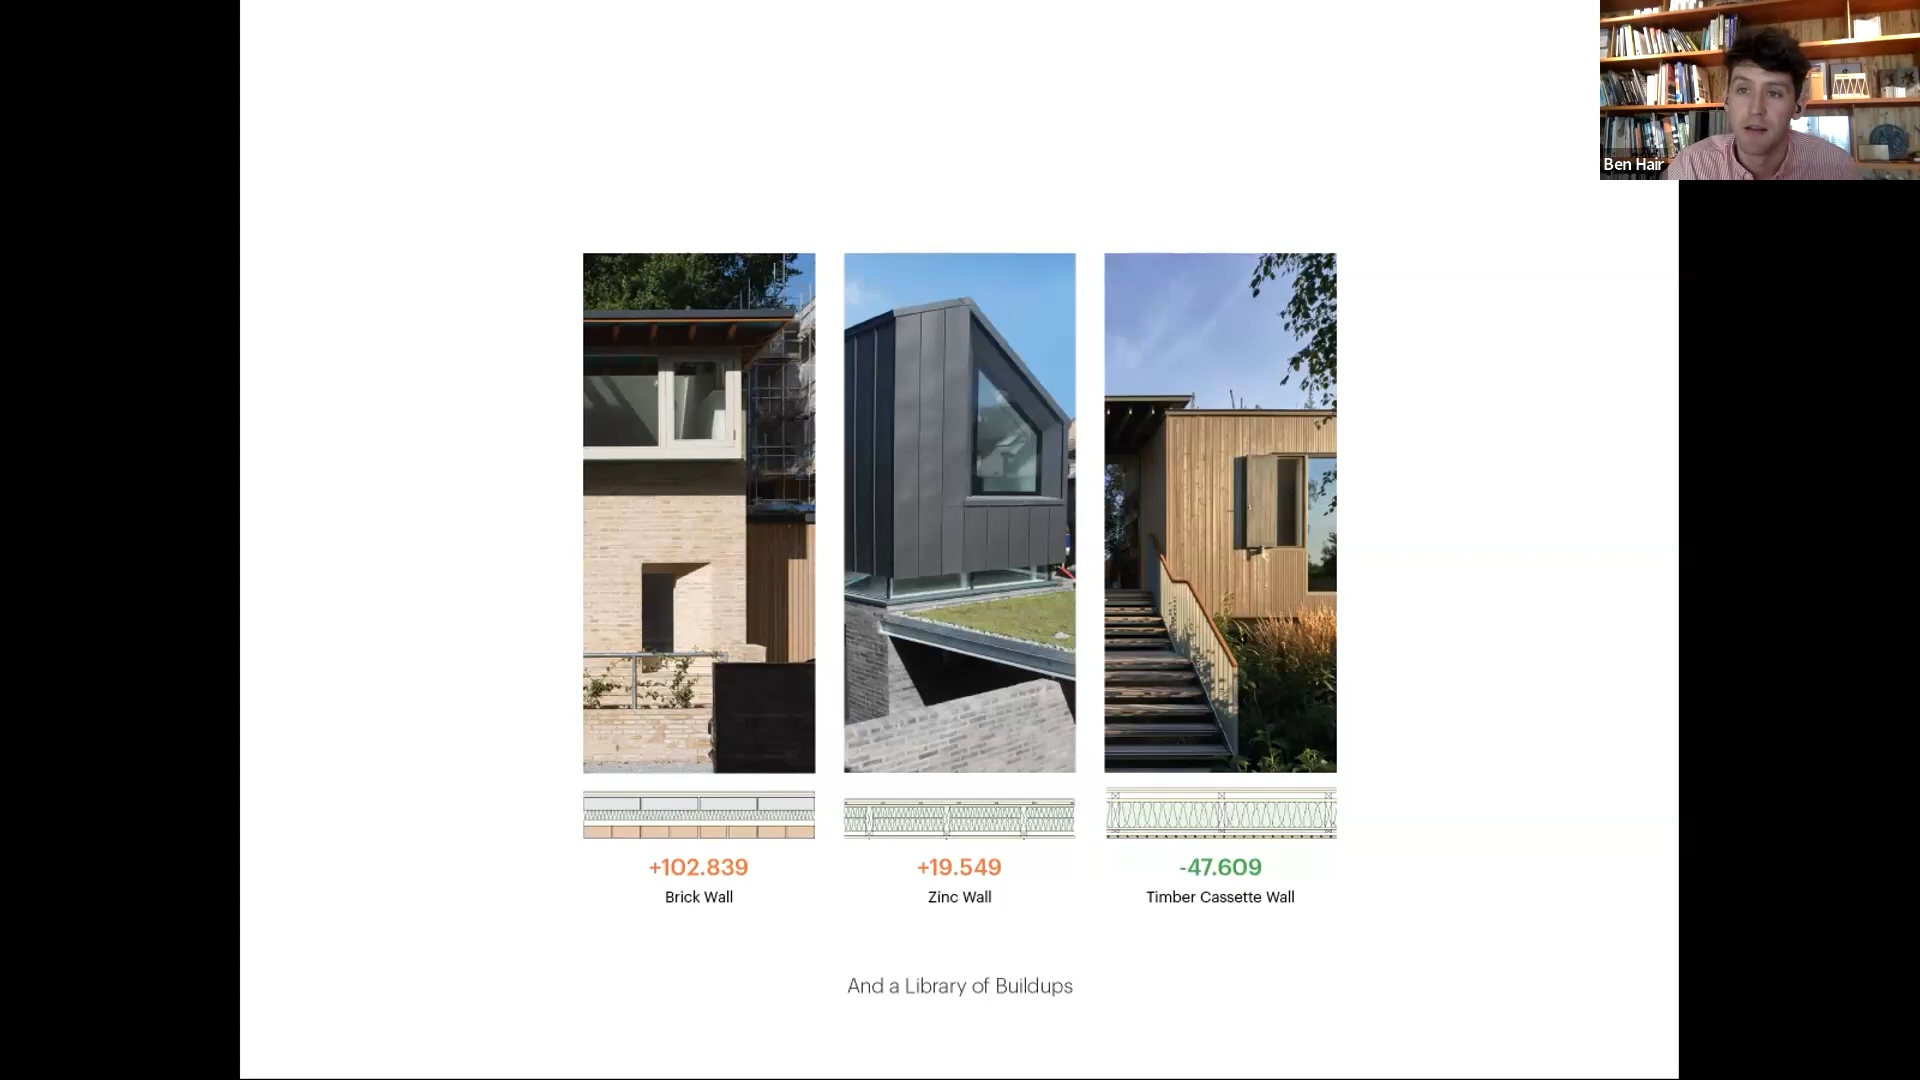 Ben Hair
+102.839
Brick Wall
+19.549
Zinc Wall
-47.609
Timber Cassette Wall
And a Library of Buildups